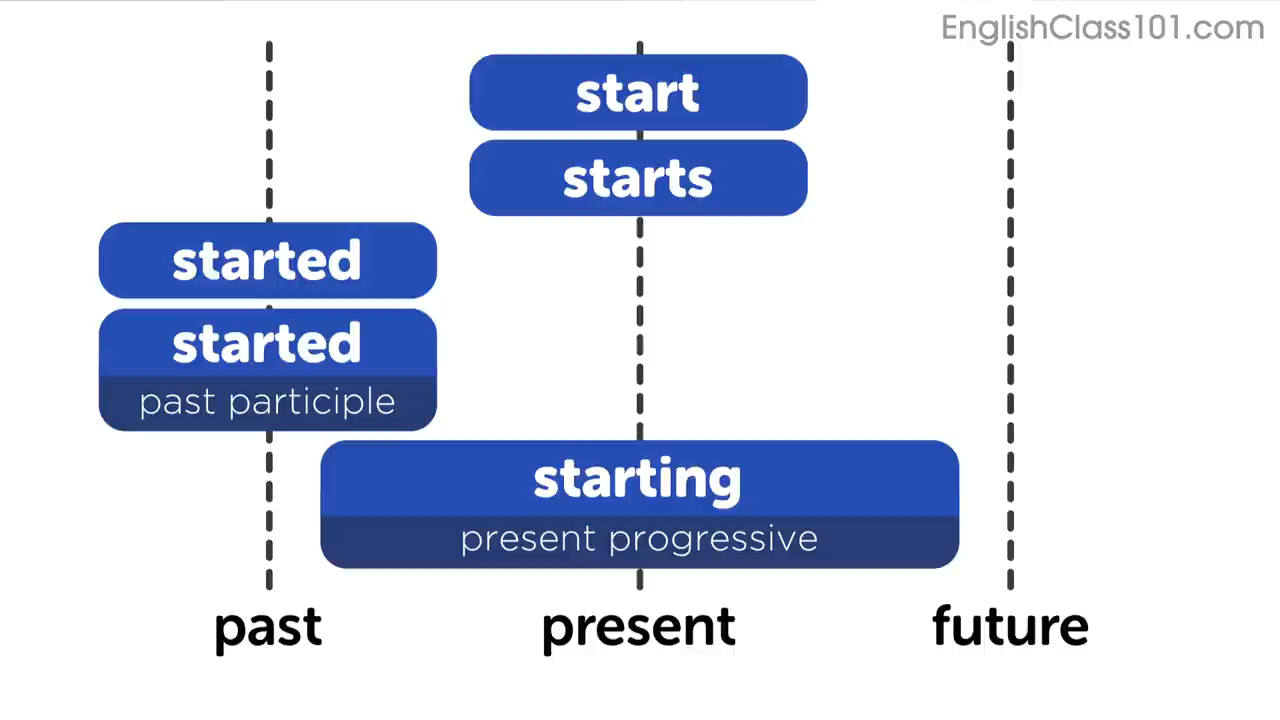 EnglishClass101.com
start
starts
started
started
past participle
starting
present progressive
past
present
future